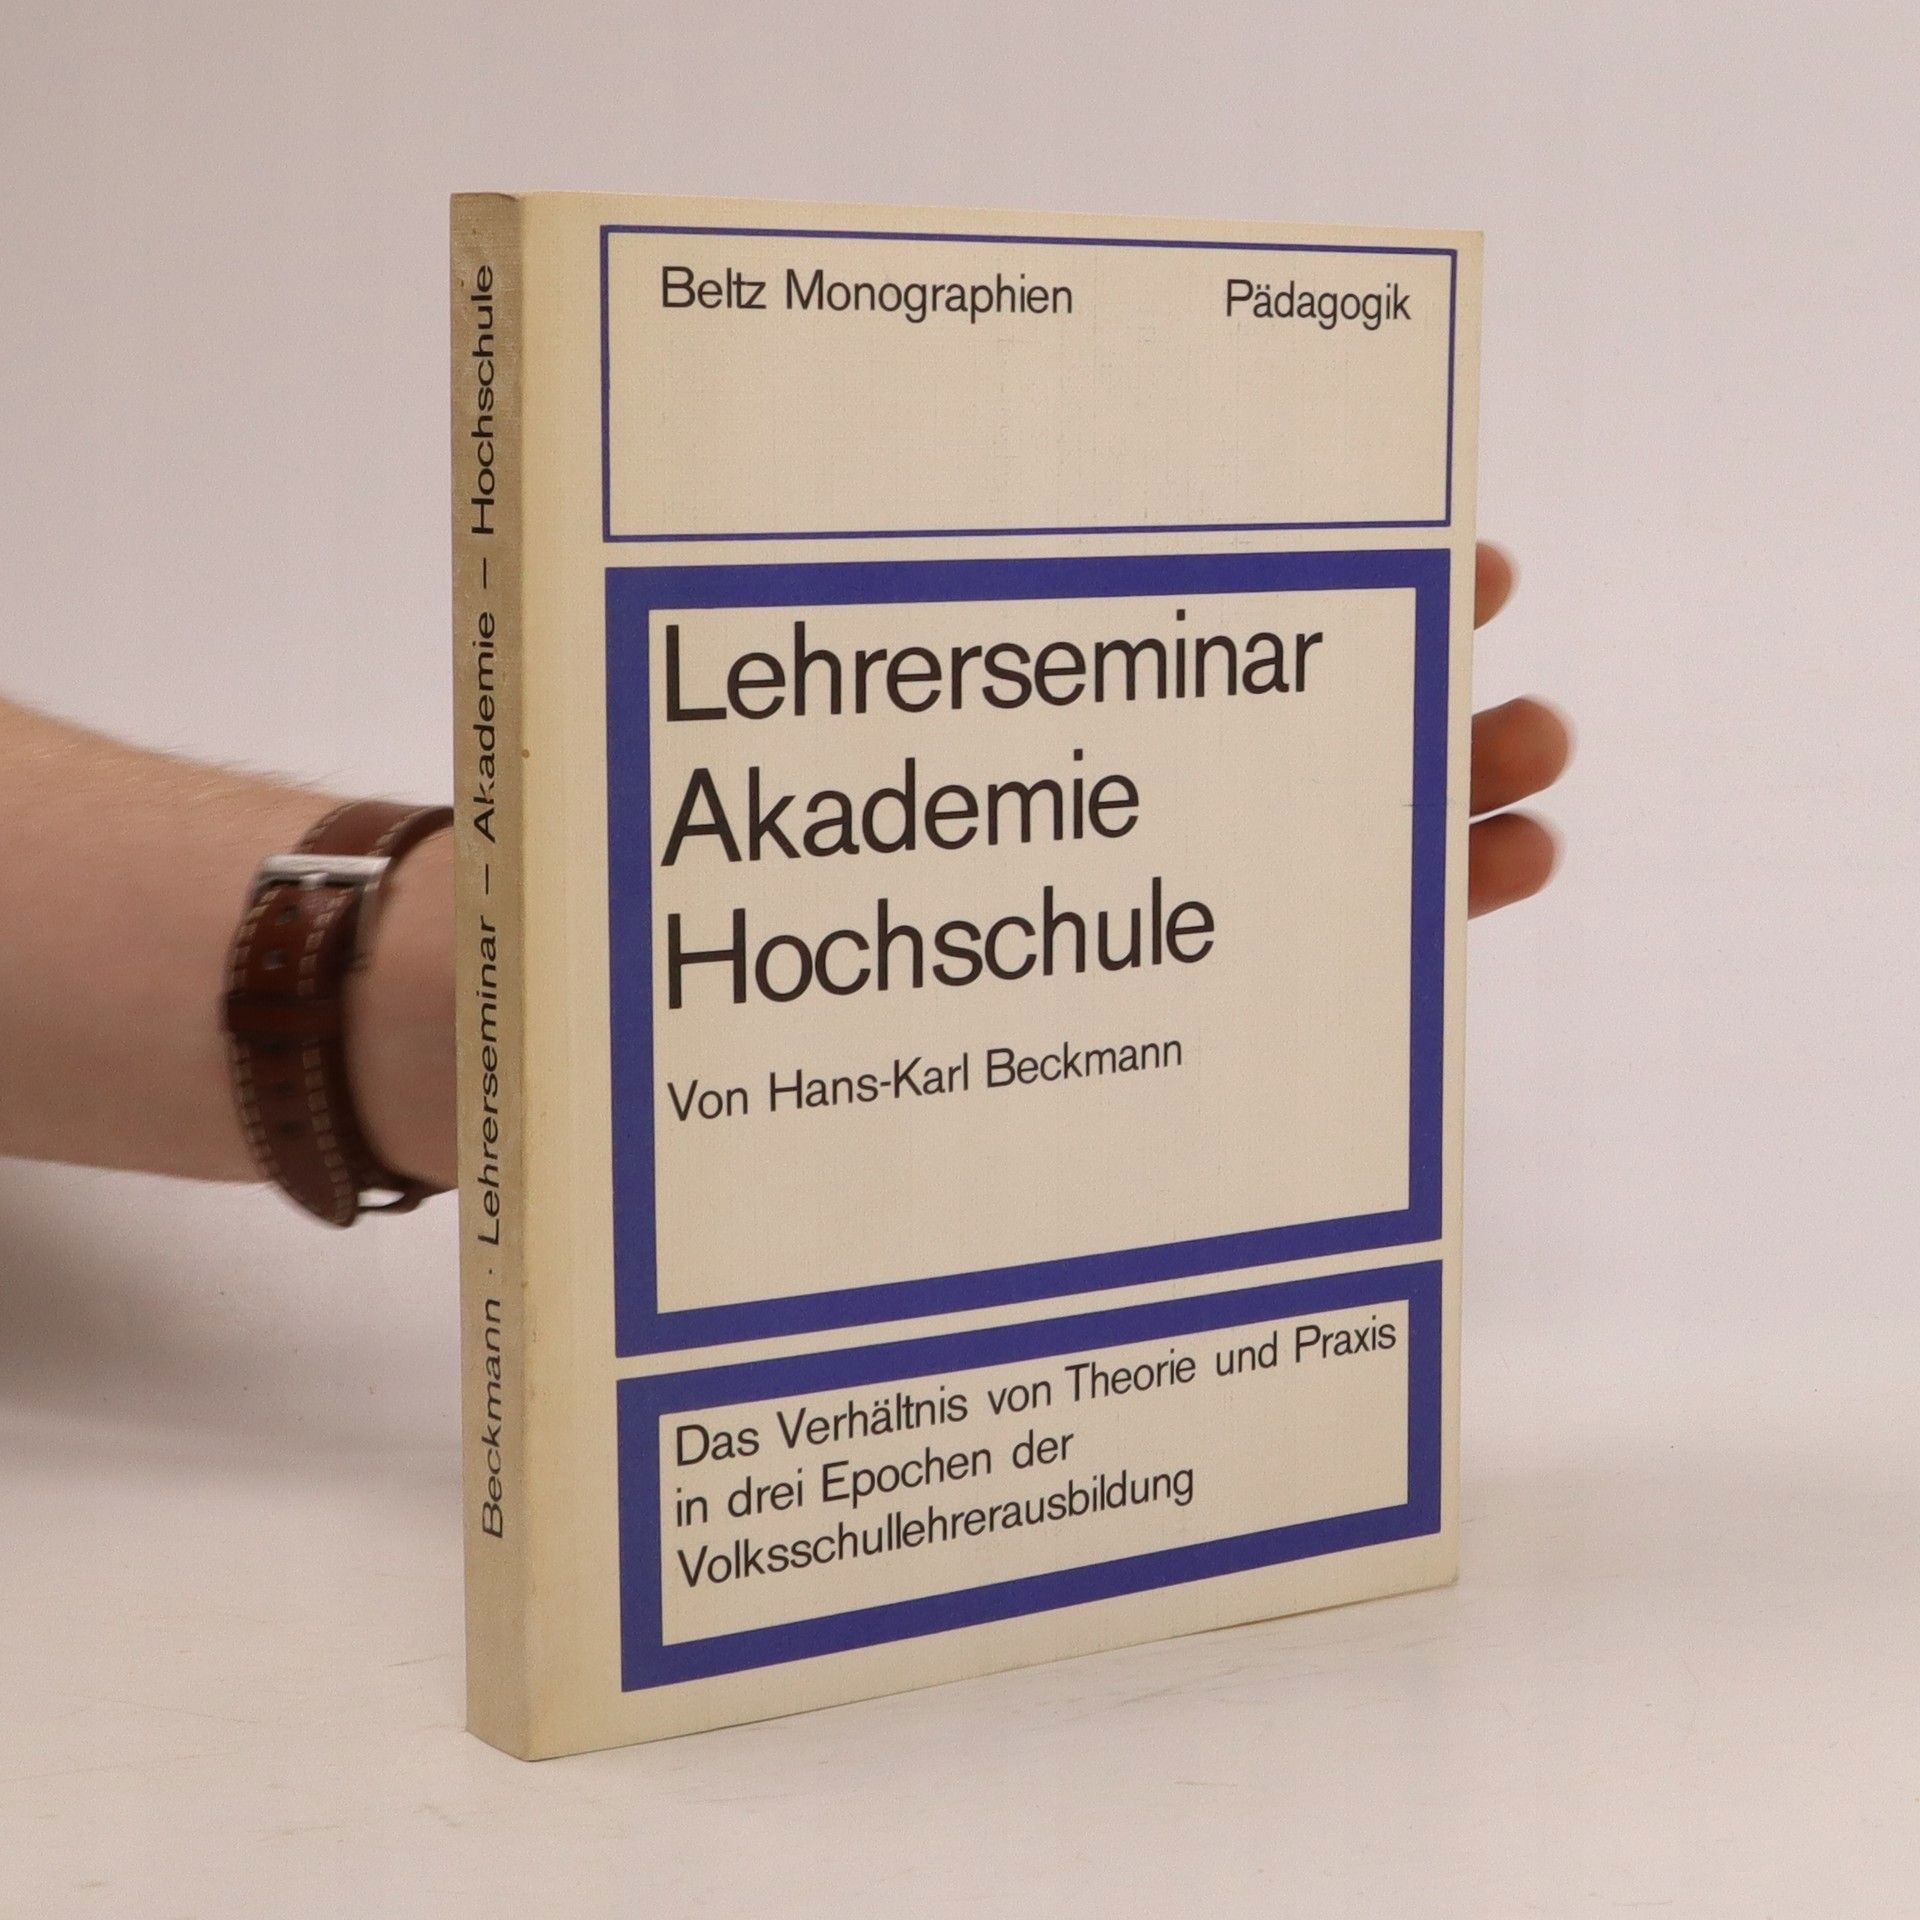 Beckmann · Lehrerseminar – Akademie – Hochschule
Beltz Monographien Pädagogik
Lehrerseminar
Akademie
Hochschule
Von Hans-Karl Beckmann
Das Verhältnis von Theorie und Praxis
in drei Epochen der
Volksschullehrerausbildung